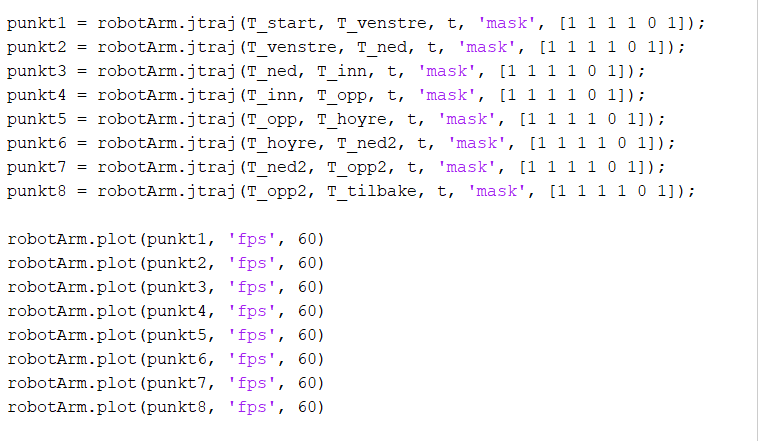 punkt1 = robotArm.jtraj(T_start, T_venstre, t, 'mask', [1 1 1 1 0 1]);
punkt2 = robotArm.jtraj(T_venstre, T_ned, t, 'mask', [1 1 1 1 0 1]);
punkt3 = robotArm.jtraj(T_ned, T_inn, t, 'mask', [1 1 1 1 0 1]);
punkt4 = robotArm.jtraj(T_inn, T_opp, t, 'mask', [1 1 1 1 0 1]);
punkt5 = robotArm.jtraj(T_opp, T_hoyre, t, 'mask', [1 1 1 1 0 1]);
punkt6 = robotArm.jtraj(T_hoyre, T_ned2, t, 'mask', [1 1 1 1 0 1]);
punkt7 = robotArm.jtraj(T_ned2, T_opp2, t, 'mask', [1 1 1 1 0 1]);
punkt8 = robotArm.jtraj(T_opp2, T_tilbake, t, 'mask', [1 1 1 1 0 1]);

robotArm.plot(punkt1, 'fps', 60)
robotArm.plot(punkt2, 'fps', 60)
robotArm.plot(punkt3, 'fps', 60)
robotArm.plot(punkt4, 'fps', 60)
robotArm.plot(punkt5, 'fps', 60)
robotArm.plot(punkt6, 'fps', 60)
robotArm.plot(punkt7, 'fps', 60)
robotArm.plot(punkt8, 'fps', 60)